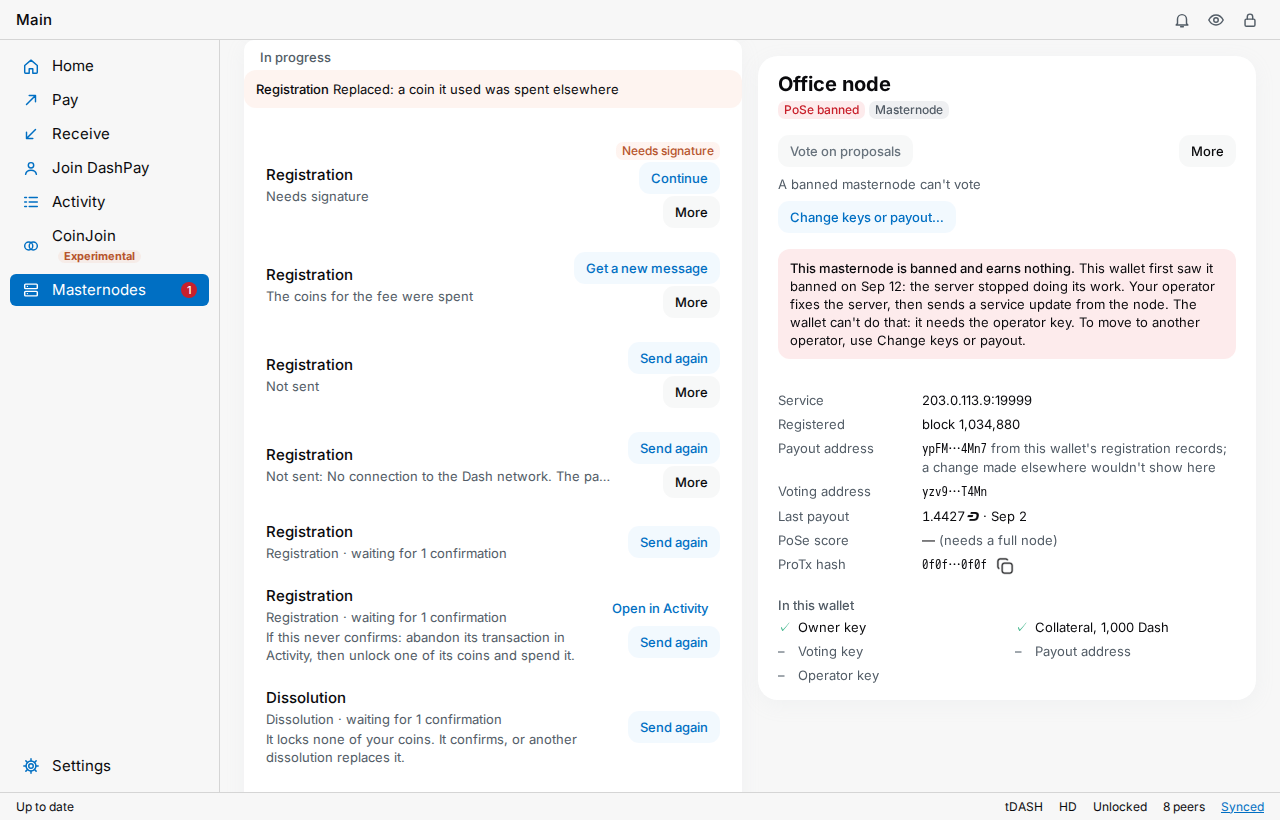 Main
Home
Pay
Receive
Join DashPay
Activity
CoinJoin
Experimental
Masternodes
1
Settings
In progress
Registration Replaced: a coin it used was spent elsewhere
Needs signature
Registration
Needs signature
Continue
More
Registration
The coins for the fee were spent
Get a new message
More
Registration
Not sent
Send again
More
Registration
Not sent: No connection to the Dash network. The pa...
Send again
More
Registration
Registration · waiting for 1 confirmation
Send again
Registration
Registration · waiting for 1 confirmation
If this never confirms: abandon its transaction in
Activity, then unlock one of its coins and spend it.
Open in Activity
Send again
Dissolution
Dissolution · waiting for 1 confirmation
It locks none of your coins. It confirms, or another
dissolution replaces it.
Send again
Office node
PoSe banned Masternode
Vote on proposals
More
A banned masternode can't vote
Change keys or payout...
This masternode is banned and earns nothing. This wallet first saw it
banned on Sep 12: the server stopped doing its work. Your operator
fixes the server, then sends a service update from the node. The
wallet can't do that: it needs the operator key. To move to another
operator, use Change keys or payout.
Service 203.0.113.9:19999
Registered block 1,034,880
Payout address ypFM···4Mn7 from this wallet's registration records;
a change made elsewhere wouldn't show here
Voting address yzv9···T4Mn
Last payout 1.4427 · Sep 2
PoSe score — (needs a full node)
ProTx hash 0f0f···0f0f
In this wallet
✓ Owner key
✓ Collateral, 1,000 Dash
– Voting key
– Payout address
– Operator key
Up to date
tDASH HD Unlocked 8 peers Synced